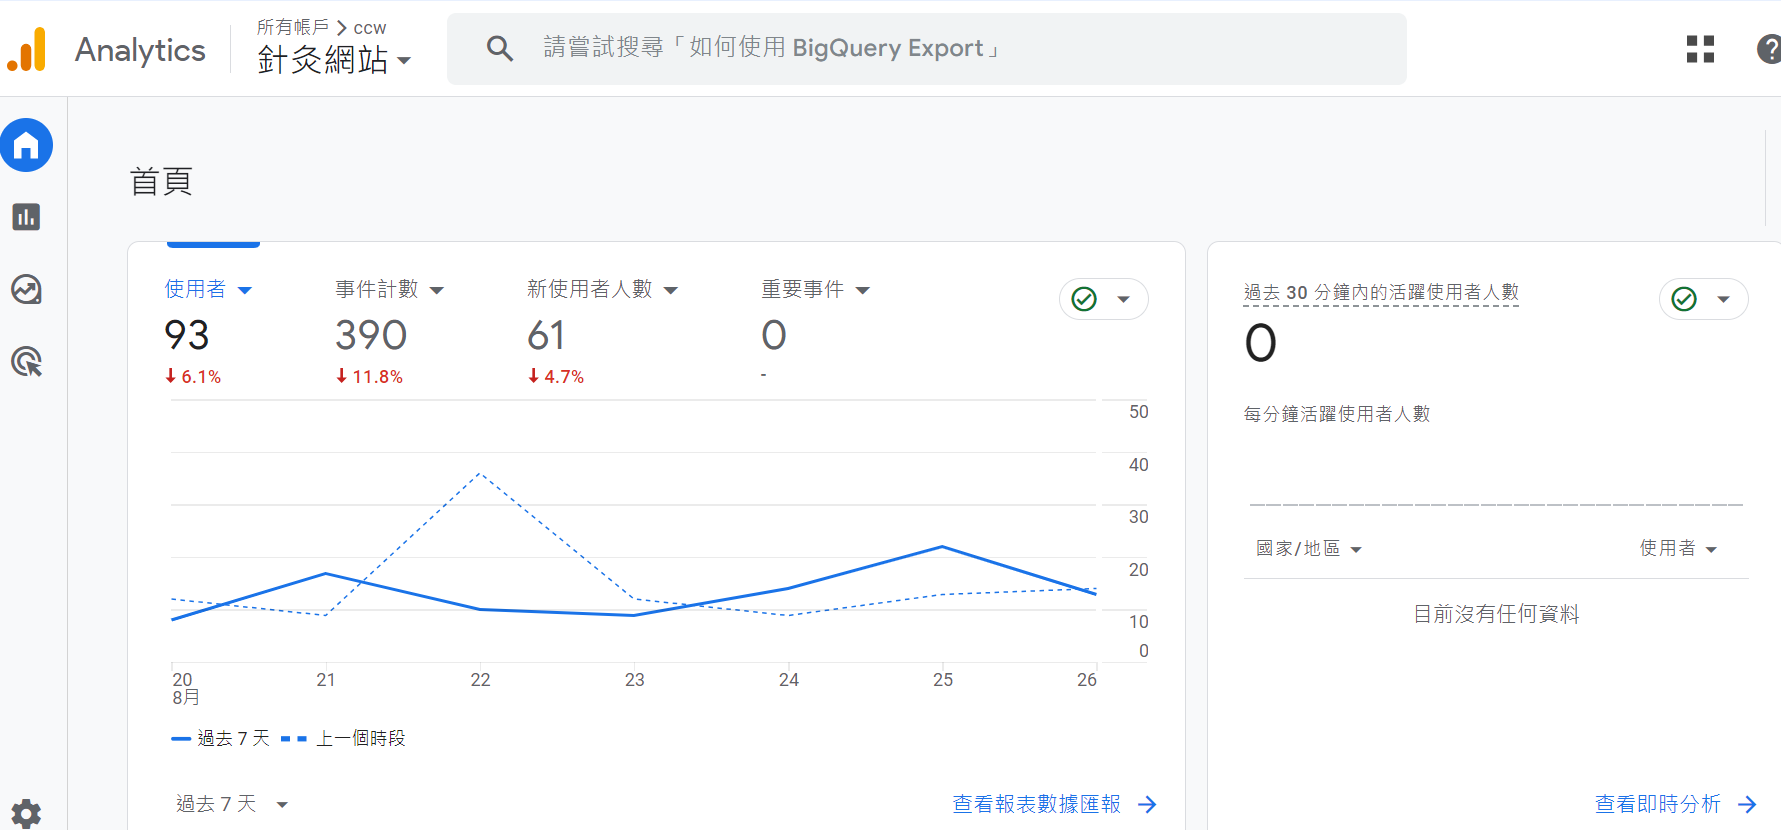 Analytics
所有帳戶 > ccw
針灸網站
請嘗試搜尋「如何使用 BigQuery Export」
首頁
使用者
93
6.1%
事件計數
390
11.8%
新使用者人數
61
4.7%
重要事件
0
-
50
40
30
20
10
0
20
8月
21
22
23
24
25
26
過去 7 天
上一個時段
過去 7 天
查看報表數據匯報
過去 30 分鐘內的活躍使用者人數
0
每分鐘活躍使用者人數
國家/地區
使用者
目前沒有任何資料
查看即時分析